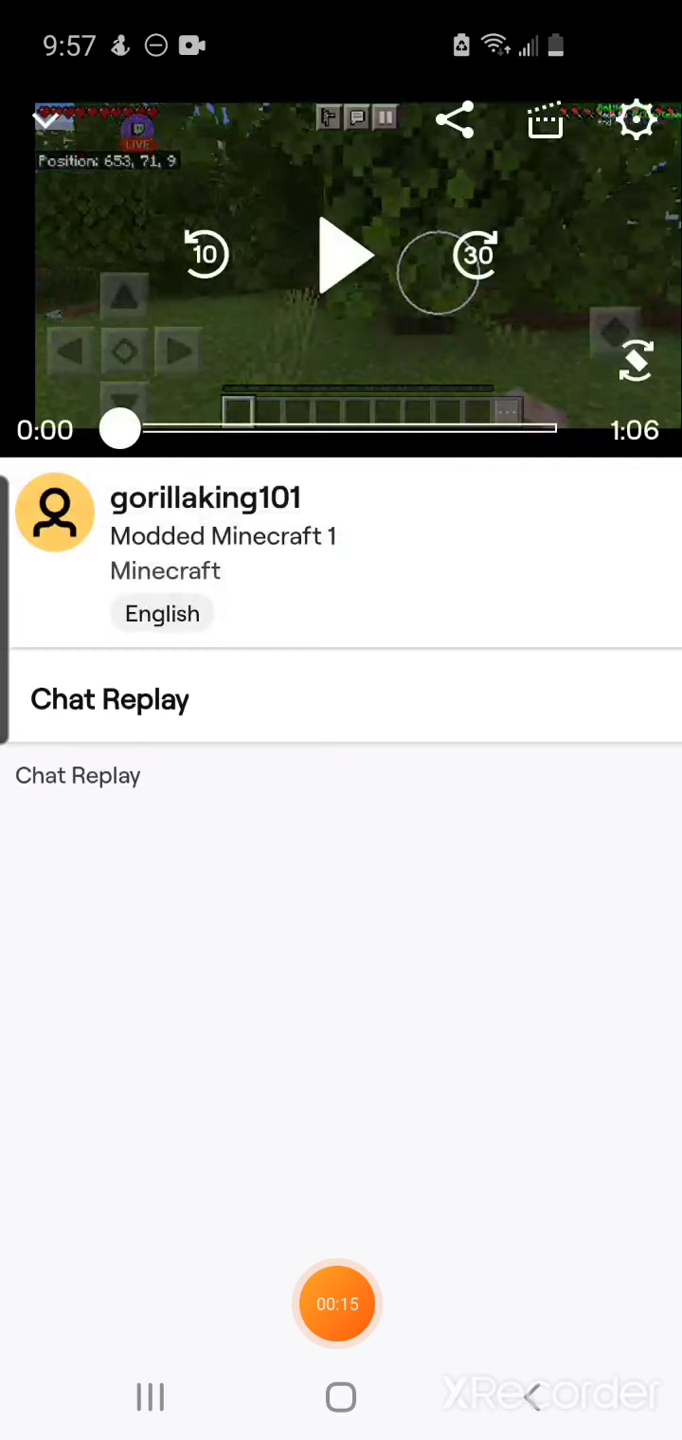 9:57
LIVE
Position: 653, 71, 9
10
30
0:00
1:06
gorillaking101
Modded Minecraft 1
Minecraft
English
Chat Replay
Chat Replay
00:15
XRecorder